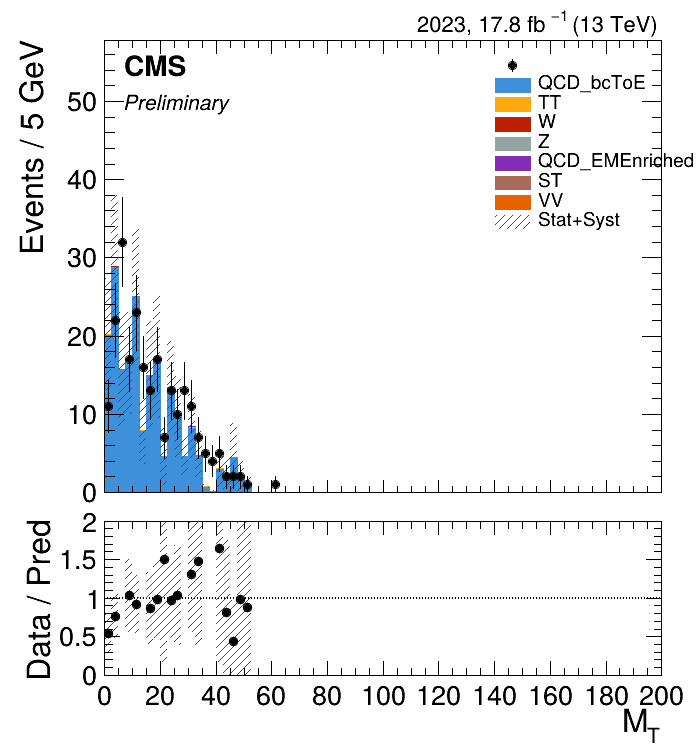 2023, 17.8 fb⁻¹ (13 TeV)
Events / 5 GeV
CMS
Preliminary
QCD_bcToE
TT
W
Z
QCD_EMEnriched
ST
VV
Stat+Syst
50
40
30
20
10
0
Data / Pred
2
1.5
1
0.5
0
0 20 40 60 80 100 120 140 160 180 200
M_T